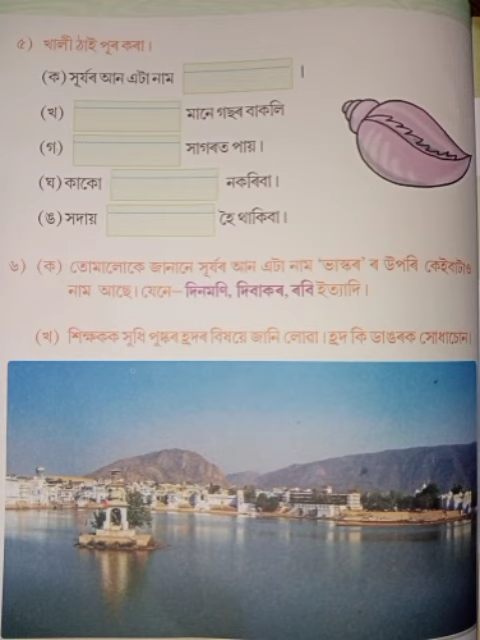 ৫) খালী ঠাই পূৰ কৰা।
(ক) সূৰ্যৰ আন এটা নাম ।
(খ) মানে গছৰ বাকলি
(গ) সাগৰত পায়।
(ঘ) কাকো নকৰিবা।
(ঙ) সদায় হৈ থাকিবা।
৬) (ক) তোমালোকে জানানে সূৰ্যৰ আন এটা নাম ‘ভাস্কৰ’ ৰ উপৰি কেইবাটাও
নাম আছে। যেনে– দিনমণি, দিবাকৰ, ৰবি ইত্যাদি।
(খ) শিক্ষকক সুধি পুষ্কৰ হ্ৰদৰ বিষয়ে জানি লোৱা। হ্ৰদ কি ডাঙৰক সোধাচোন।